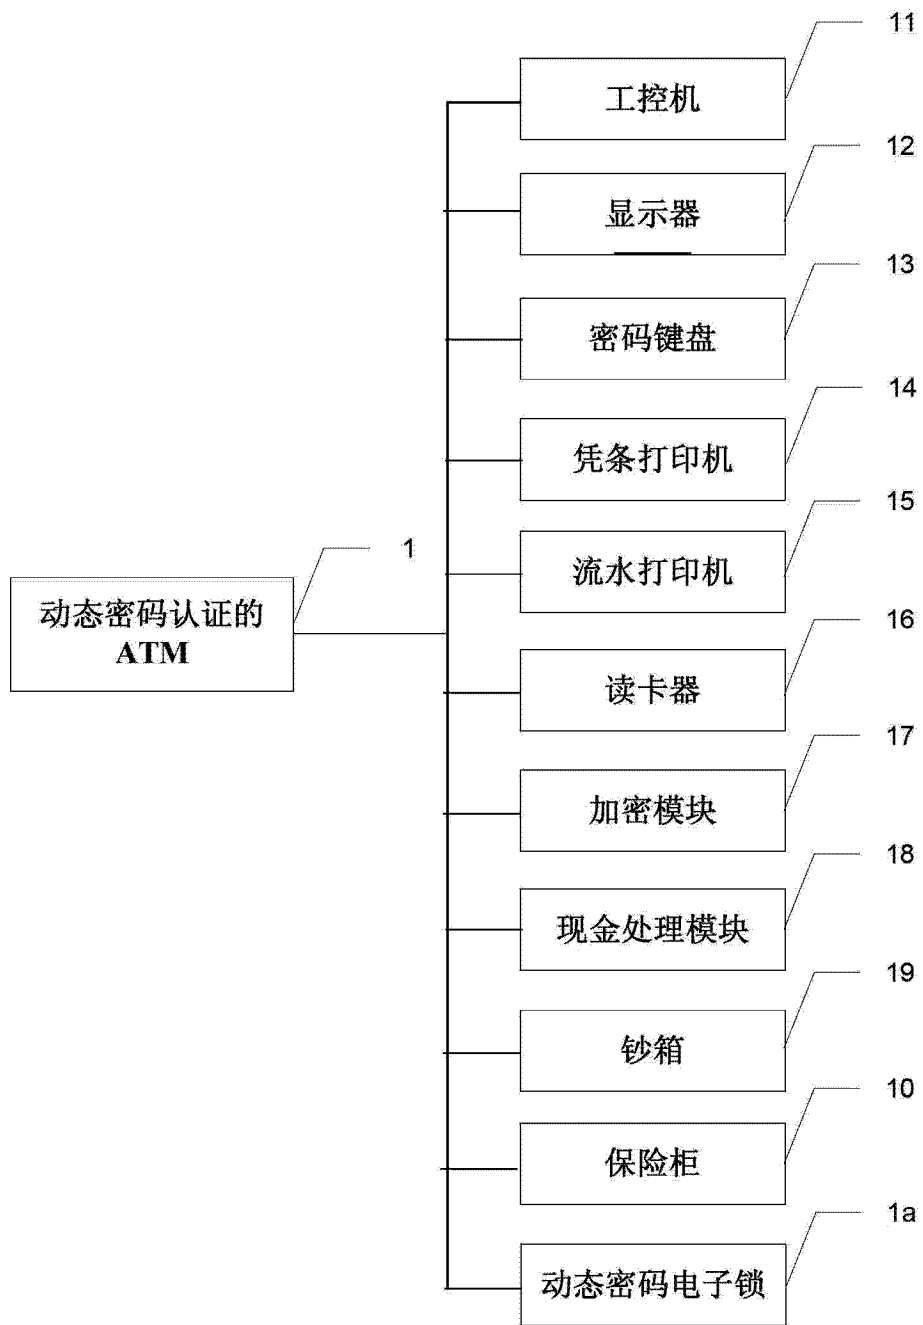 11
工控机
12
显示器
13
密码键盘
14
凭条打印机
15
流水打印机
1
动态密码认证的
ATM
16
读卡器
17
加密模块
18
现金处理模块
19
钞箱
10
保险柜
1a
动态密码电子锁